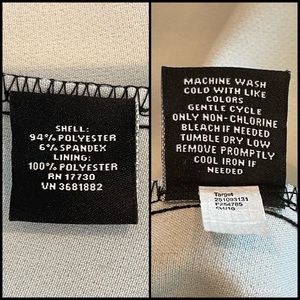 SHELL:
94% POLYESTER
6% SPANDEX
LINING:
100% POLYESTER
RN 17730
VN 3681882
MACHINE WASH
COLD WITH LIKE
COLORS
GENTLE CYCLE
ONLY NON-CHLORINE
BLEACH IF NEEDED
TUMBLE DRY LOW
REMOVE PROMPTLY
COOL IRON IF
NEEDED
Target